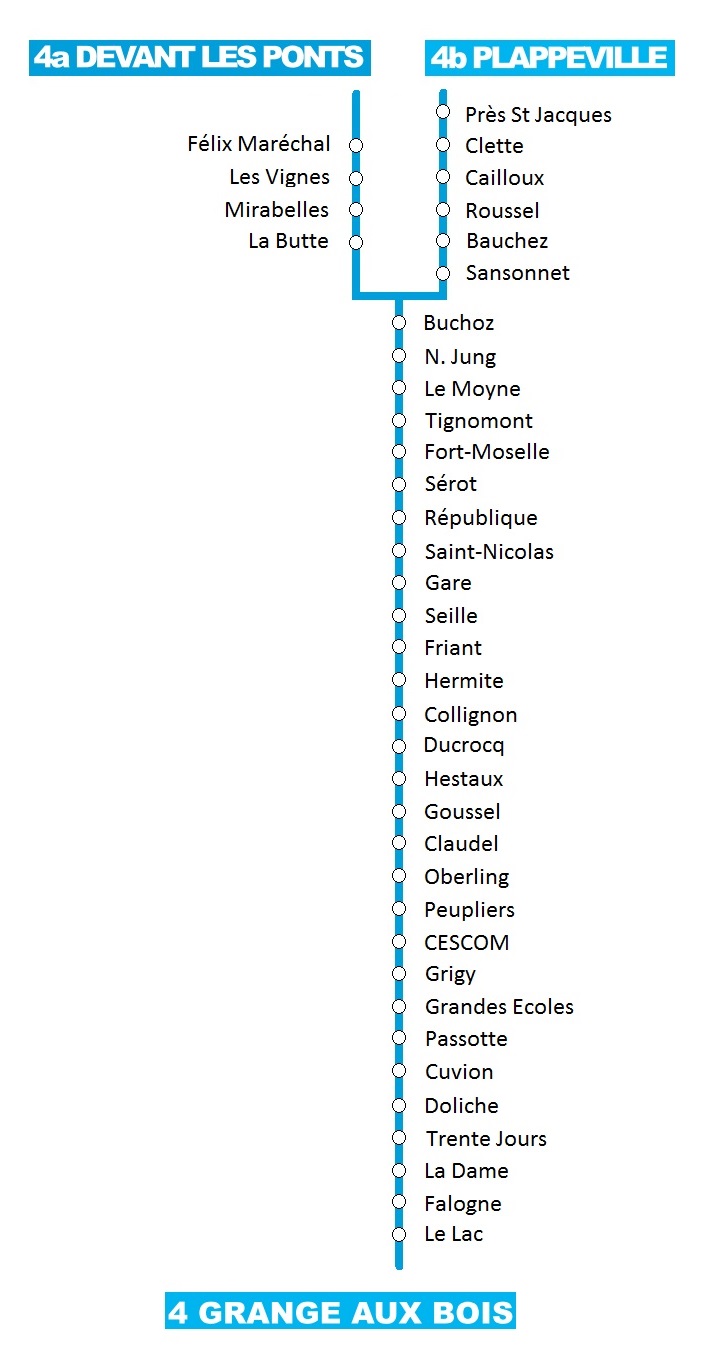 4a DEVANT LES PONTS
4b PLAPPEVILLE
Félix Maréchal
Les Vignes
Mirabelles
La Butte
Près St Jacques
Clette
Cailloux
Roussel
Bauchez
Sansonnet
Buchoz
N. Jung
Le Moyne
Tignomont
Fort-Moselle
Sérot
République
Saint-Nicolas
Gare
Seille
Friant
Hermite
Collignon
Ducrocq
Hestaux
Goussel
Claudel
Oberling
Peupliers
CESCOM
Grigy
Grandes Ecoles
Passotte
Cuvion
Doliche
Trente Jours
La Dame
Falogne
Le Lac
4 GRANGE AUX BOIS